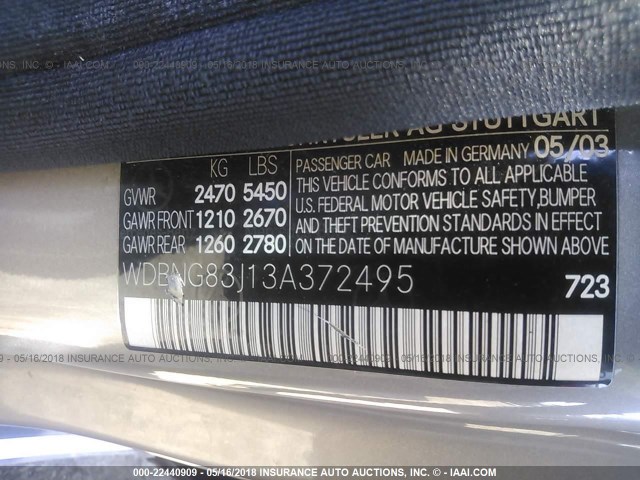 AG STUTTGART
KG LBS
GVWR 2470 5450
GAWR FRONT 1210 2670
GAWR REAR 1260 2780
PASSENGER CAR MADE IN GERMANY 05/03
THIS VEHICLE CONFORMS TO ALL APPLICABLE
U.S. FEDERAL MOTOR VEHICLE SAFETY,BUMPER
AND THEFT PREVENTION STANDARDS IN EFFECT
ON THE DATE OF MANUFACTURE SHOWN ABOVE
WDBNG83J13A372495
723
000-22440909 - 05/16/2018 INSURANCE AUTO AUCTIONS, INC. - © IAAI.COM